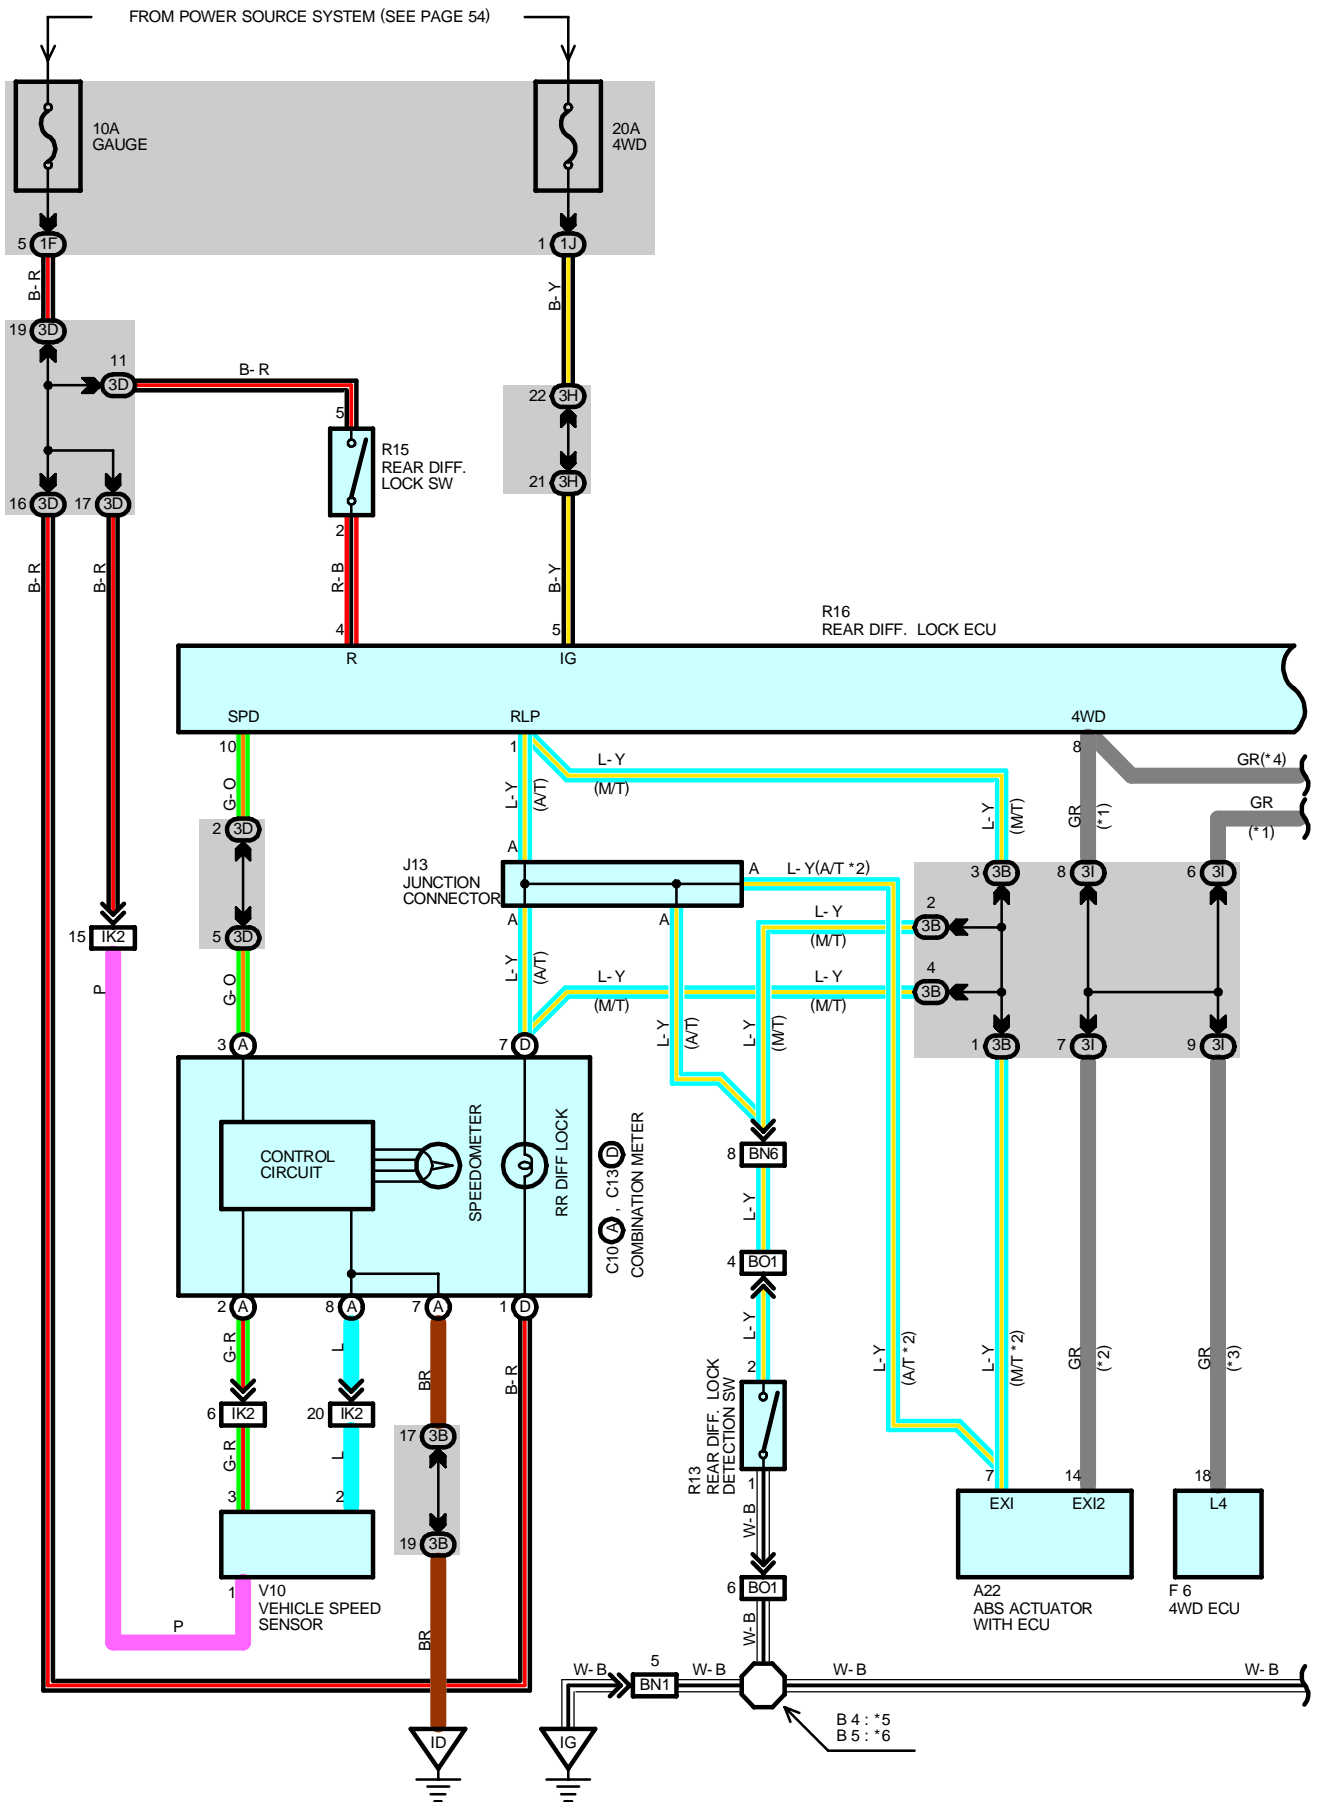 FROM POWER SOURCE SYSTEM (SEE PAGE 54)
10A
GAUGE
20A
4WD
5 1F
1 1J
B-R
B-Y
19 3D
11
3D
B-R
22 3H
21 3H
5
R15
REAR DIFF.
LOCK SW
2
16 3D
17 3D
B-R
B-R
R-B
B-Y
4
5
R16
REAR DIFF. LOCK ECU
R
IG
SPD
RLP
4WD
10
1
8
G-O
L-Y
(A/T)
L-Y
(M/T)
L-Y
(M/T)
GR
(*1)
GR(*4)
GR
(*1)
2 3D
5 3D
A
J13
JUNCTION
CONNECTOR
A
A
A
L-Y(A/T *2)
3 3B
8 3I
6 3I
2
3B
L-Y
(M/T)
4
3B
L-Y
(M/T)
L-Y
(M/T)
15 IK2
P
G-O
L-Y
(A/T)
L-Y
(A/T)
L-Y
(M/T)
1 3B
7 3I
9 3I
3 A
7 D
CONTROL
CIRCUIT
SPEEDOMETER
RR DIFF LOCK
C10 A , C13 D
COMBINATION METER
8 BN6
L-Y
4 BO1
L-Y
2 A
8 A
7 A
1 D
G-R
L
BR
B-R
2
R13
REAR DIFF. LOCK
DETECTION SW
1
L-Y
(A/T *2)
L-Y
(M/T *2)
GR
(*2)
GR
(*3)
6 IK2
20 IK2
17 3B
G-R
L
3
2
19 3B
W-B
7
14
18
EXI
EXI2
L4
1
V10
VEHICLE SPEED
SENSOR
6 BO1
A22
ABS ACTUATOR
WITH ECU
F 6
4WD ECU
P
BR
W-B
W-B
5
BN1
W-B
W-B
W-B
B 4 : *5
B 5 : *6
ID
IG